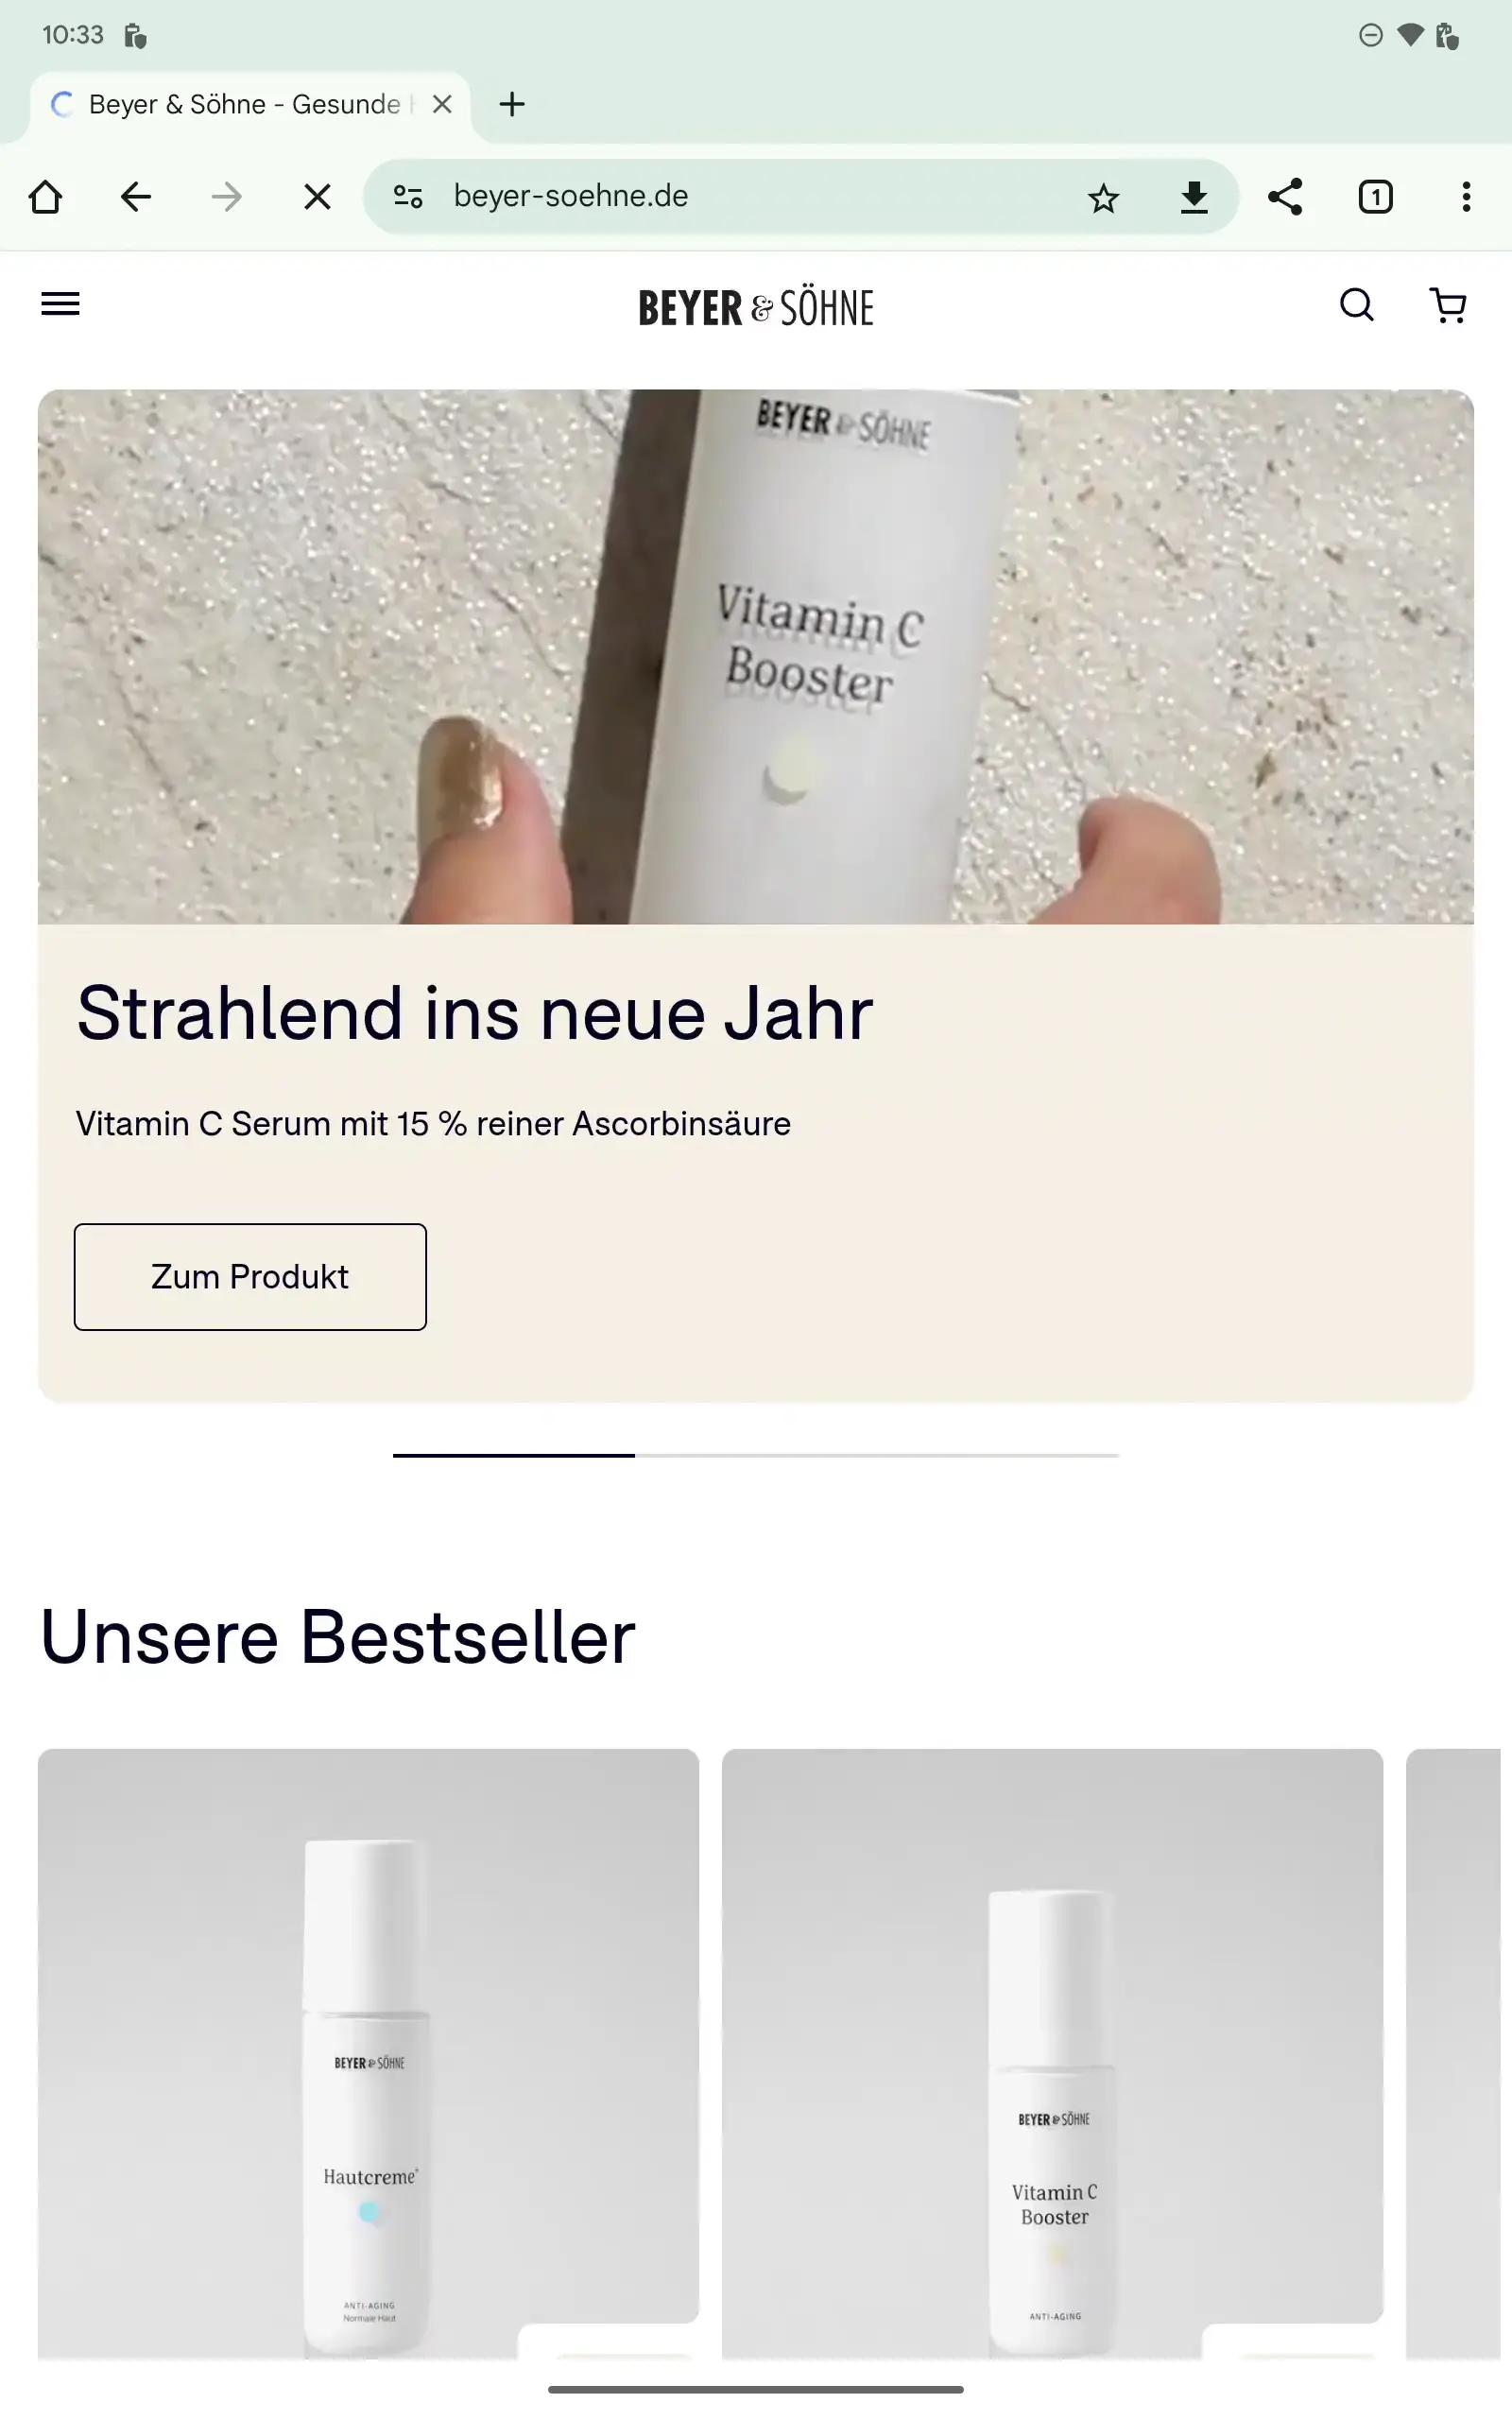 10:33
Beyer & Söhne - Gesunde
beyer-soehne.de
1
BEYER & SÖHNE
BEYER & SÖHNE
Vitamin C
Booster
Strahlend ins neue Jahr
Vitamin C Serum mit 15 % reiner Ascorbinsäure
Zum Produkt
Unsere Bestseller
BEYER & SÖHNE
Hautcreme+
ANTI-AGING
Normale Haut
BEYER & SÖHNE
Vitamin C
Booster
ANTI-AGING